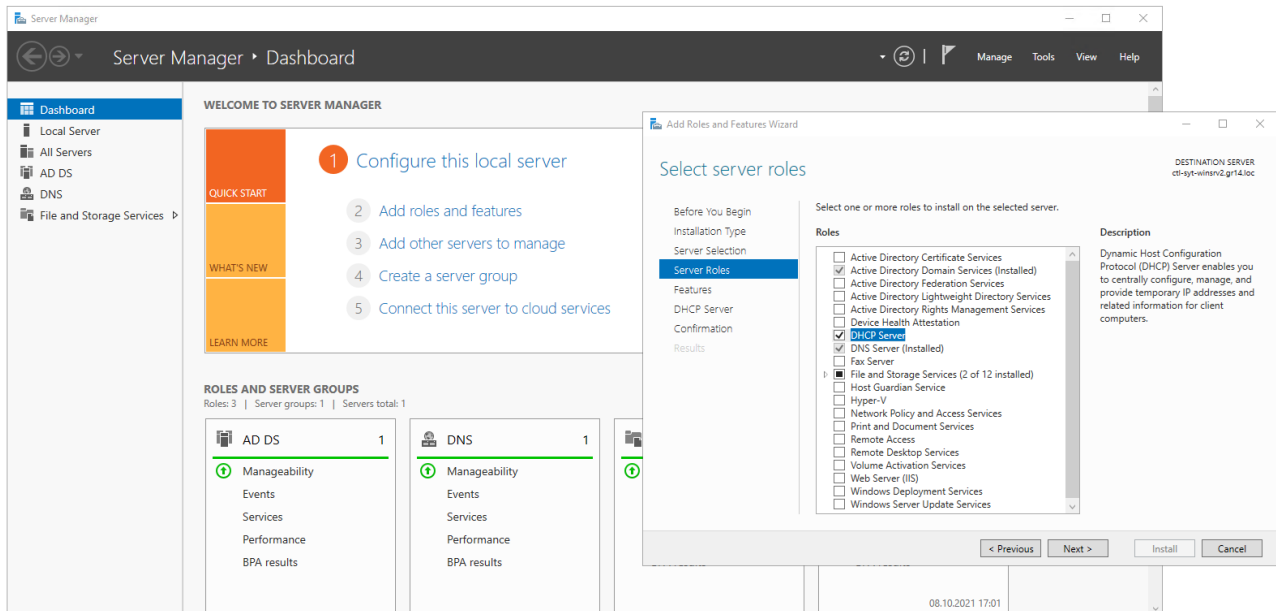 Server Manager
Server Manager ‣ Dashboard
Manage Tools View Help
Dashboard
Local Server
All Servers
AD DS
DNS
File and Storage Services
WELCOME TO SERVER MANAGER
QUICK START
WHAT'S NEW
LEARN MORE
1 Configure this local server
2 Add roles and features
3 Add other servers to manage
4 Create a server group
5 Connect this server to cloud services
ROLES AND SERVER GROUPS
Roles: 3 | Server groups: 1 | Servers total: 1
AD DS 1
Manageability
Events
Services
Performance
BPA results
DNS 1
Manageability
Events
Services
Performance
BPA results
08.10.2021 17:01
Add Roles and Features Wizard
Select server roles
DESTINATION SERVER
ctl-syt-winsrv2.gr14.loc
Before You Begin
Installation Type
Server Selection
Server Roles
Features
DHCP Server
Confirmation
Results
Select one or more roles to install on the selected server.
Roles
Active Directory Certificate Services
Active Directory Domain Services (Installed)
Active Directory Federation Services
Active Directory Lightweight Directory Services
Active Directory Rights Management Services
Device Health Attestation
DHCP Server
DNS Server (Installed)
Fax Server
File and Storage Services (2 of 12 installed)
Host Guardian Service
Hyper-V
Network Policy and Access Services
Print and Document Services
Remote Access
Remote Desktop Services
Volume Activation Services
Web Server (IIS)
Windows Deployment Services
Windows Server Update Services
Description
Dynamic Host Configuration
Protocol (DHCP) Server enables you
to centrally configure, manage, and
provide temporary IP addresses and
related information for client
computers.
< Previous Next > Install Cancel